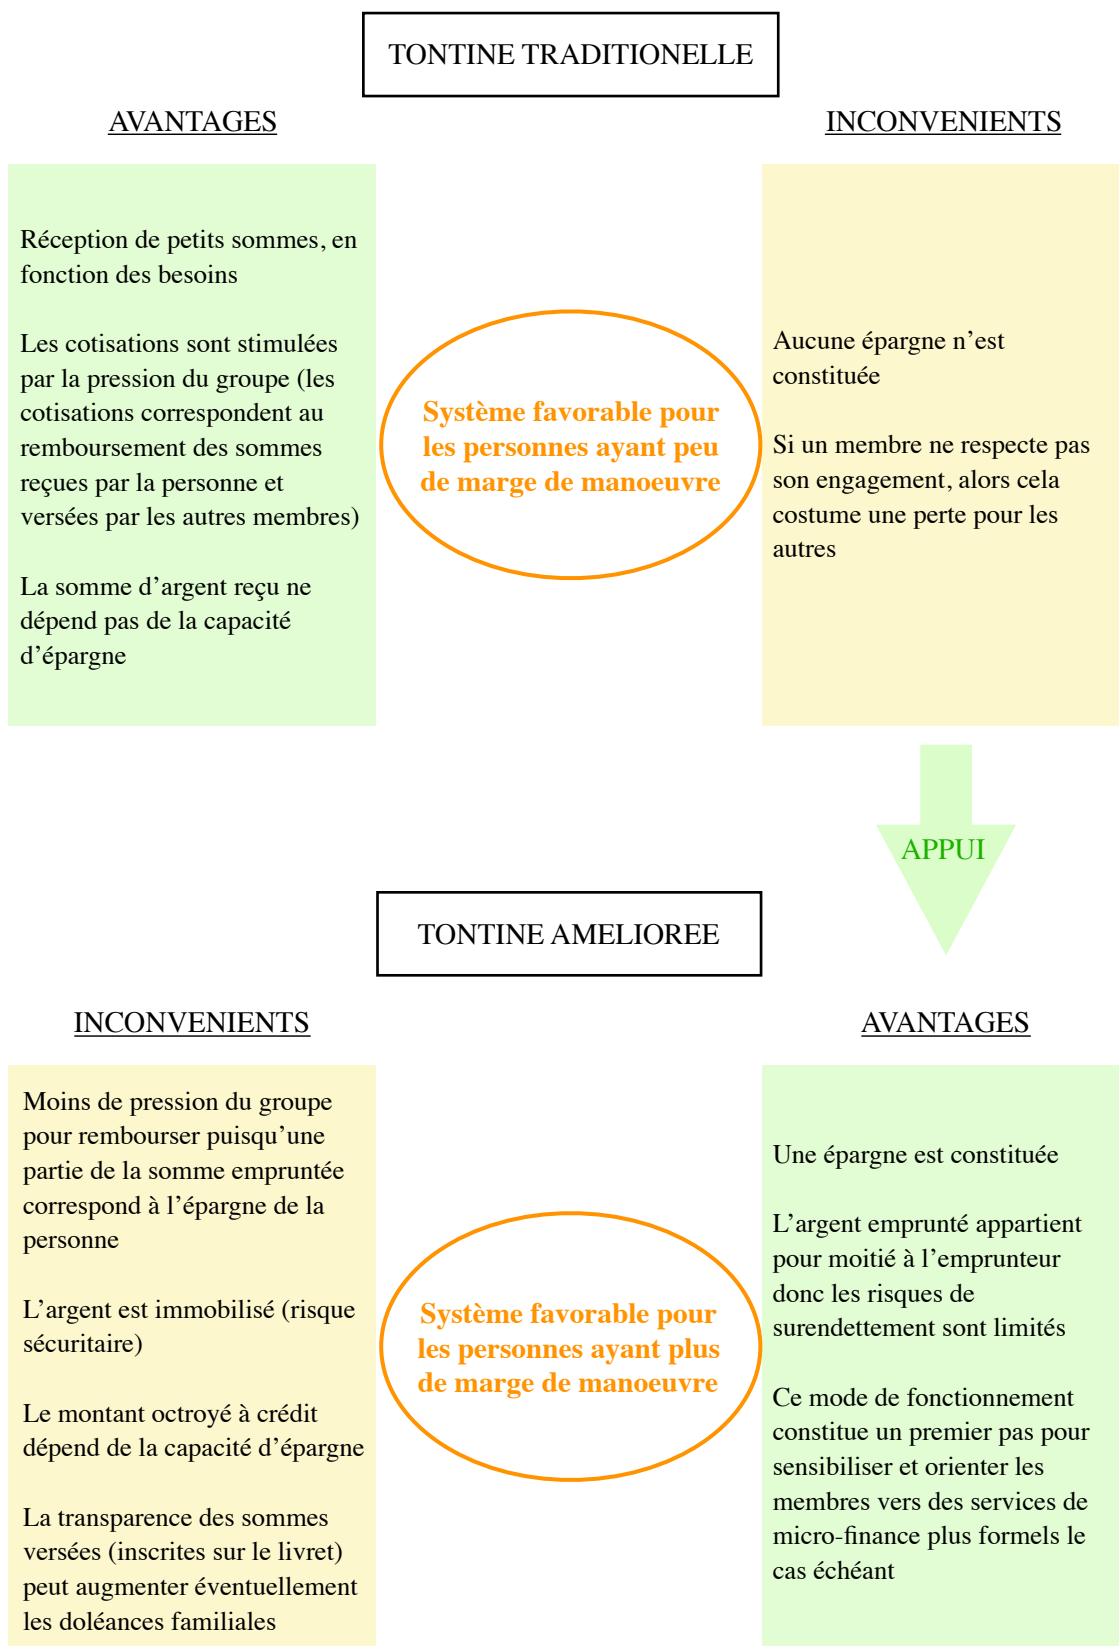 TONTINE TRADITIONELLE
AVANTAGES
Réception de petits sommes, en
fonction des besoins
Les cotisations sont stimulées
par la pression du groupe (les
cotisations correspondent au
remboursement des sommes
reçues par la personne et
versées par les autres membres)
La somme d’argent reçu ne
dépend pas de la capacité
d’épargne
Système favorable pour
les personnes ayant peu
de marge de manoeuvre
INCONVENIENTS
Aucune épargne n’est
constituée
Si un membre ne respecte pas
son engagement, alors cela
costume une perte pour les
autres
APPUI
TONTINE AMELIOREE
INCONVENIENTS
Moins de pression du groupe
pour rembourser puisqu’une
partie de la somme empruntée
correspond à l’épargne de la
personne
L’argent est immobilisé (risque
sécuritaire)
Le montant octroyé à crédit
dépend de la capacité d’épargne
La transparence des sommes
versées (inscrites sur le livret)
peut augmenter éventuellement
les doléances familiales
Système favorable pour
les personnes ayant plus
de marge de manoeuvre
AVANTAGES
Une épargne est constituée
L’argent emprunté appartient
pour moitié à l’emprunteur
donc les risques de
surendettement sont limités
Ce mode de fonctionnement
constitue un premier pas pour
sensibiliser et orienter les
membres vers des services de
micro-finance plus formels le
cas échéant